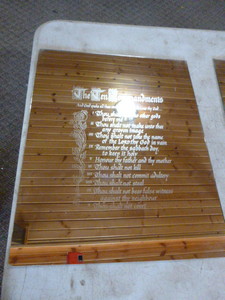 The Ten Commandments
Thou shalt not make unto thee
any graven image
Thou shalt not take the name
of the Lord thy God in vain
Remember the sabbath day
to keep it holy
Honour thy father and thy mother
Thou shalt not kill
Thou shalt not commit adultery
Thou shalt not steal
Thou shalt not bear false witness
against thy neighbour
Thou shalt not covet